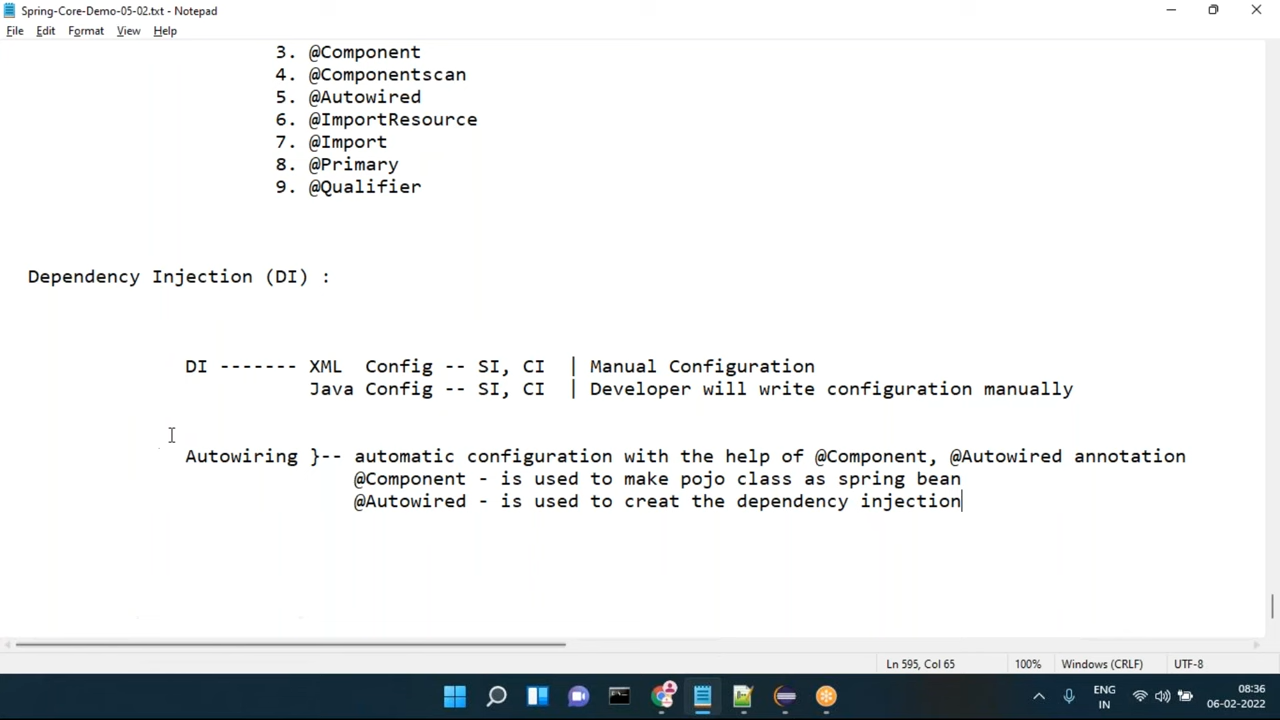 Spring-Core-Demo-05-02.txt - Notepad
File Edit Format View Help
3. @Component
4. @Componentscan
5. @Autowired
6. @ImportResource
7. @Import
8. @Primary
9. @Qualifier
Dependency Injection (DI) :
DI ------- XML Config -- SI, CI | Manual Configuration
Java Config -- SI, CI | Developer will write configuration manually
Autowiring }-- automatic configuration with the help of @Component, @Autowired annotation
@Component - is used to make pojo class as spring bean
@Autowired - is used to creat the dependency injection
Ln 595, Col 65 100% Windows (CRLF) UTF-8
ENG 08:36
IN 06-02-2022